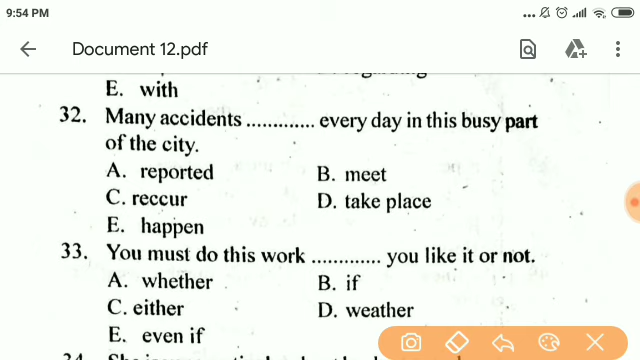 9:54 PM
Document 12.pdf
E. with
32. Many accidents ............. every day in this busy part
of the city.
A. reported B. meet
C. reccur D. take place
E. happen
33. You must do this work ............. you like it or not.
A. whether B. if
C. either D. weather
E. even if